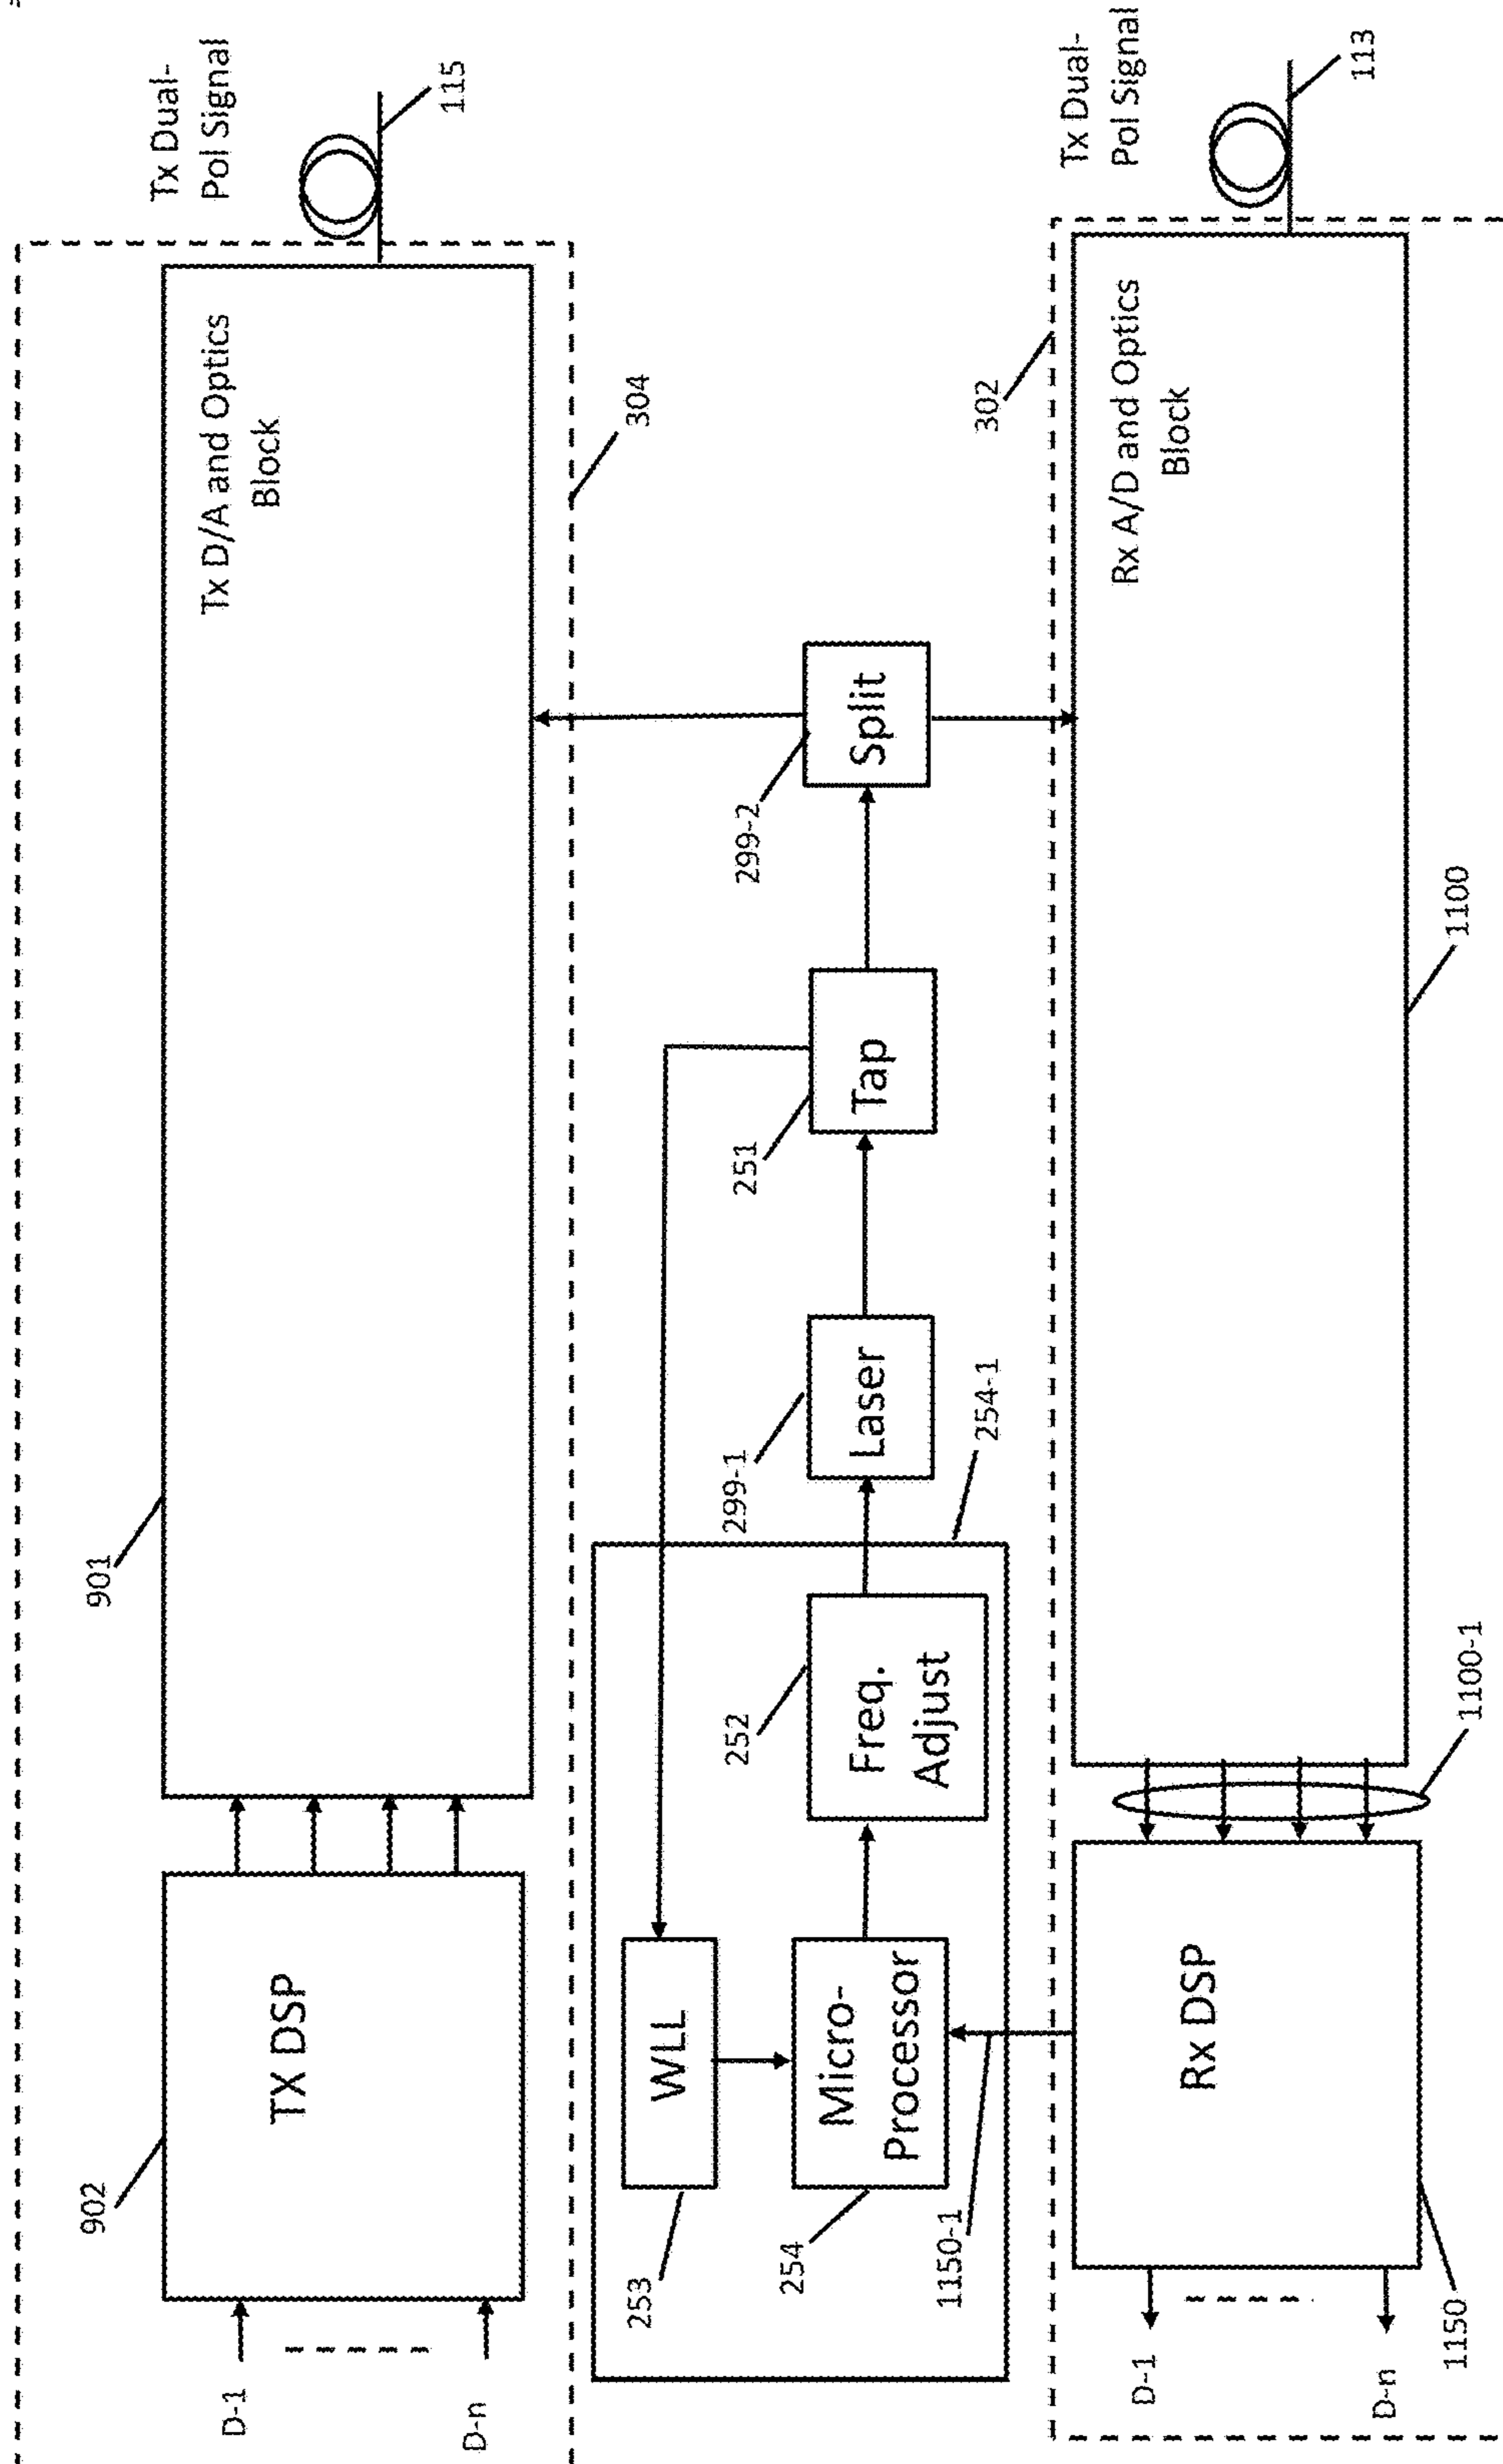 Tx Dual-
Pol Signal
115
901
Tx D/A and Optics
Block
902
TX DSP
D-1
D-n
304
253
WLL
254
Micro-
Processor
252
Freq.
Adjust
299-1
Laser
254-1
251
Tap
299-2
Split
1150-1
302
Tx Dual-
Pol Signal
113
Rx A/D and Optics
Block
1100
1100-1
Rx DSP
D-1
D-n
1150